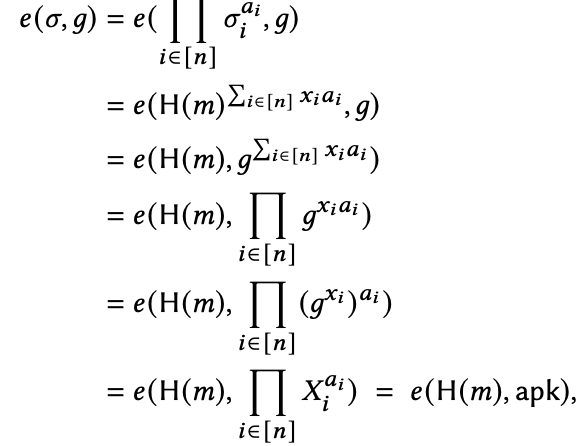 e(σ, g) = e(∏_{i∈[n]} σ_i^{a_i}, g)
= e(H(m)^{∑_{i∈[n]} x_i a_i}, g)
= e(H(m), g^{∑_{i∈[n]} x_i a_i})
= e(H(m), ∏_{i∈[n]} g^{x_i a_i})
= e(H(m), ∏_{i∈[n]} (g^{x_i})^{a_i})
= e(H(m), ∏_{i∈[n]} X_i^{a_i}) = e(H(m), apk),